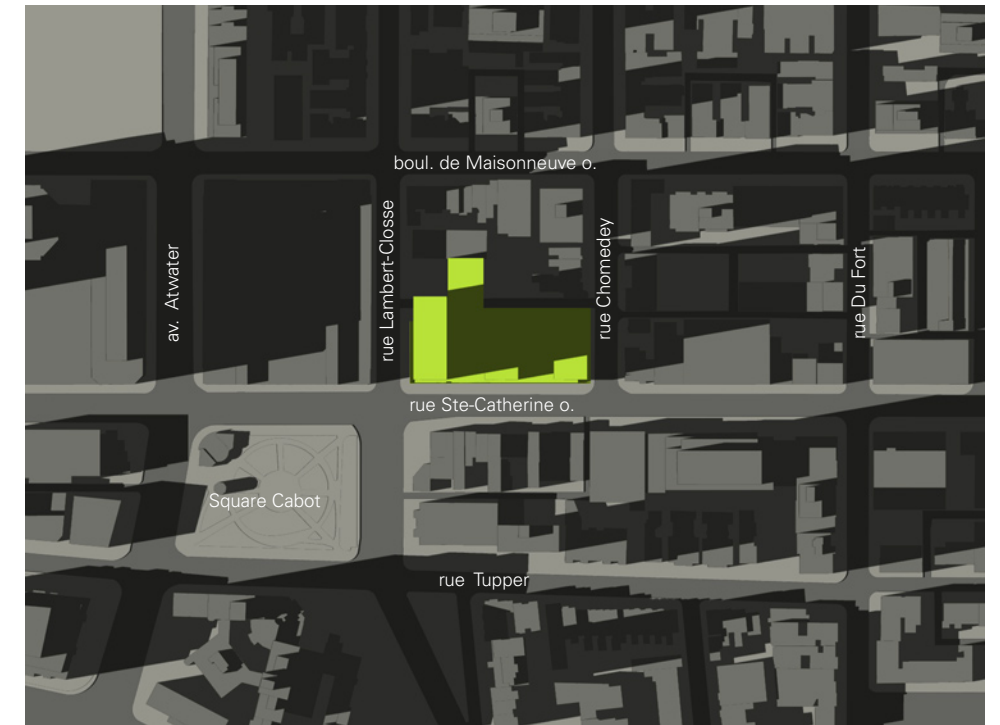 boul. de Maisonneuve o.
av. Atwater
rue Lambert-Closse
rue Chomedey
rue Du Fort
rue Ste-Catherine o.
Square Cabot
rue Tupper